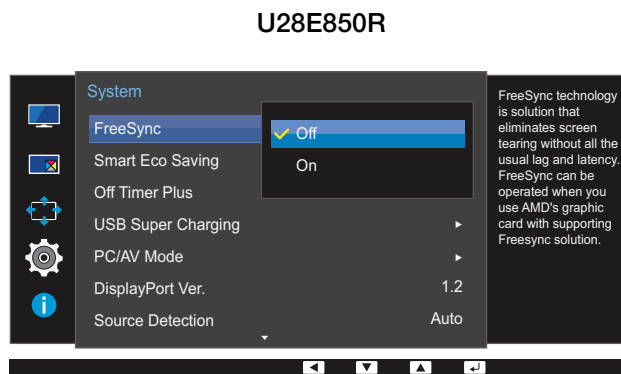 U28E850R
System
FreeSync
Off
On
Smart Eco Saving
Off Timer Plus
USB Super Charging
PC/AV Mode
DisplayPort Ver. 1.2
Source Detection Auto
FreeSync technology
is solution that
eliminates screen
tearing without all the
usual lag and latency.
FreeSync can be
operated when you
use AMD's graphic
card with supporting
Freesync solution.